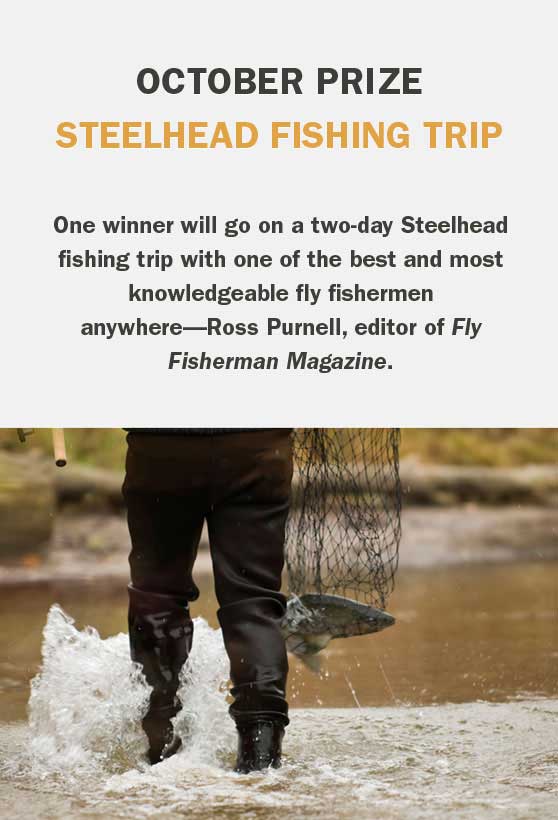 OCTOBER PRIZE
STEELHEAD FISHING TRIP
One winner will go on a two-day Steelhead
fishing trip with one of the best and most
knowledgeable fly fishermen
anywhere—Ross Purnell, editor of Fly
Fisherman Magazine.